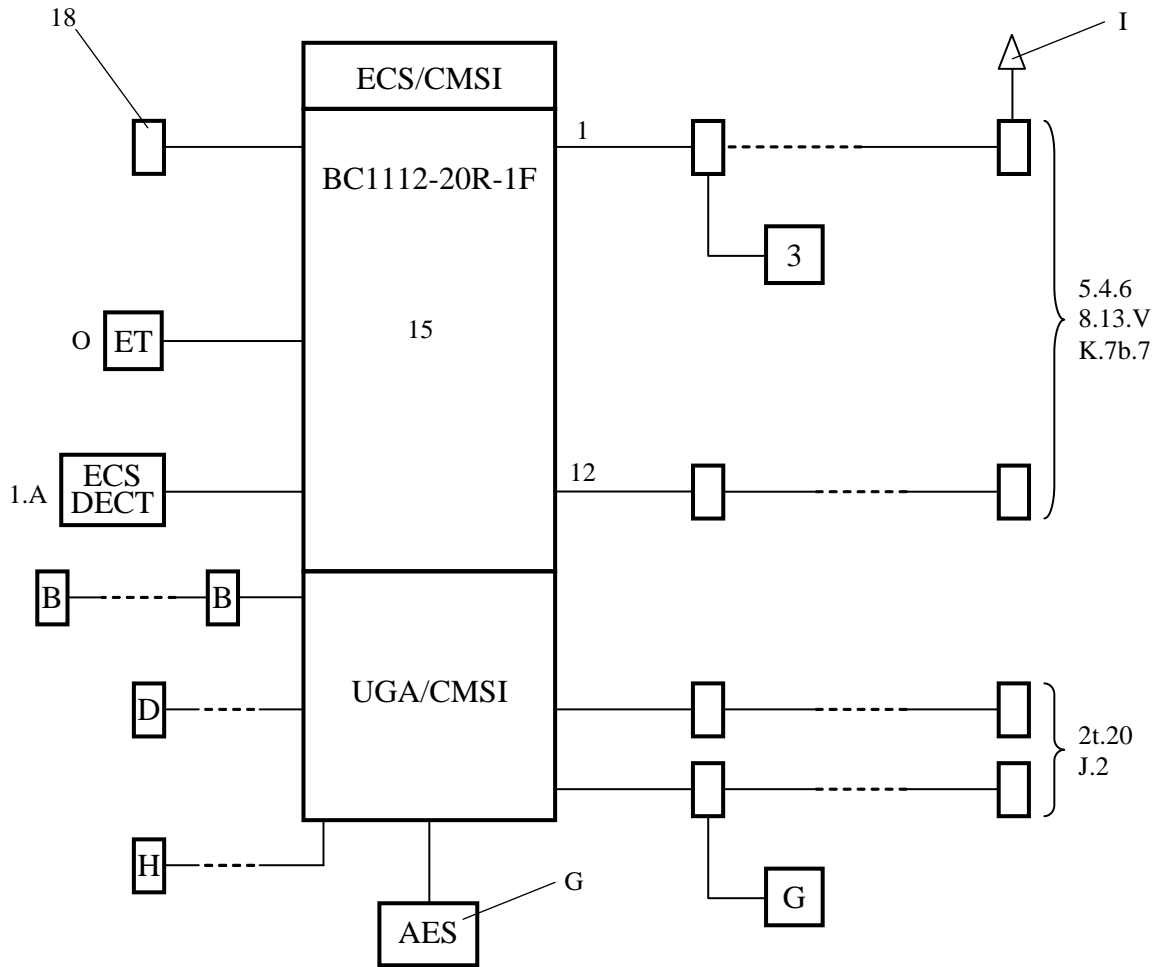 18
I
ECS/CMSI
1
BC1112-20R-1F
3
5.4.6
8.13.V
K.7b.7
O
ET
15
1.A
ECS
DECT
12
B
B
D
UGA/CMSI
2t.20
J.2
H
G
AES
G